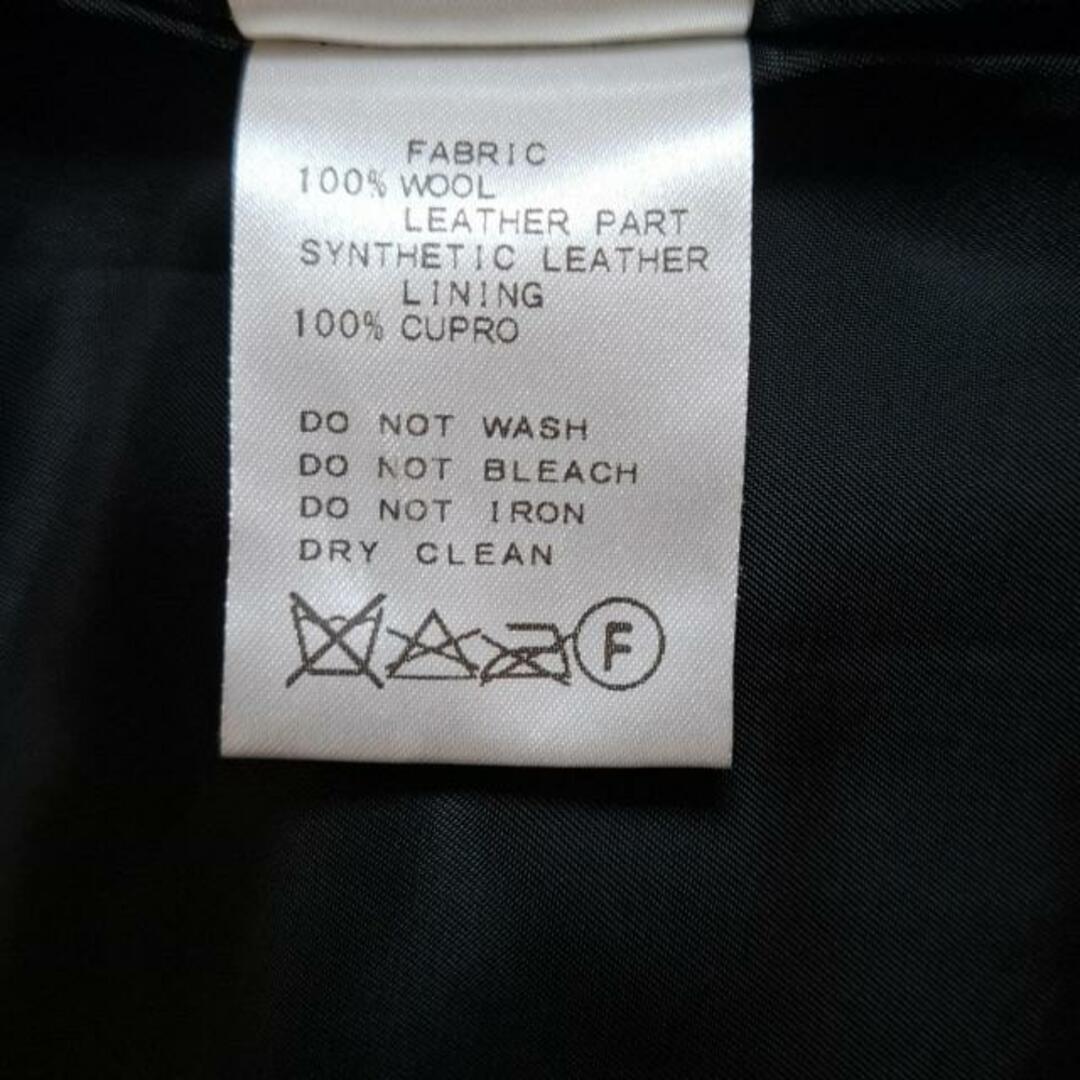 FABRIC
100% WOOL
LEATHER PART
SYNTHETIC LEATHER
LINING
100% CUPRO
DO NOT WASH
DO NOT BLEACH
DO NOT IRON
DRY CLEAN
F